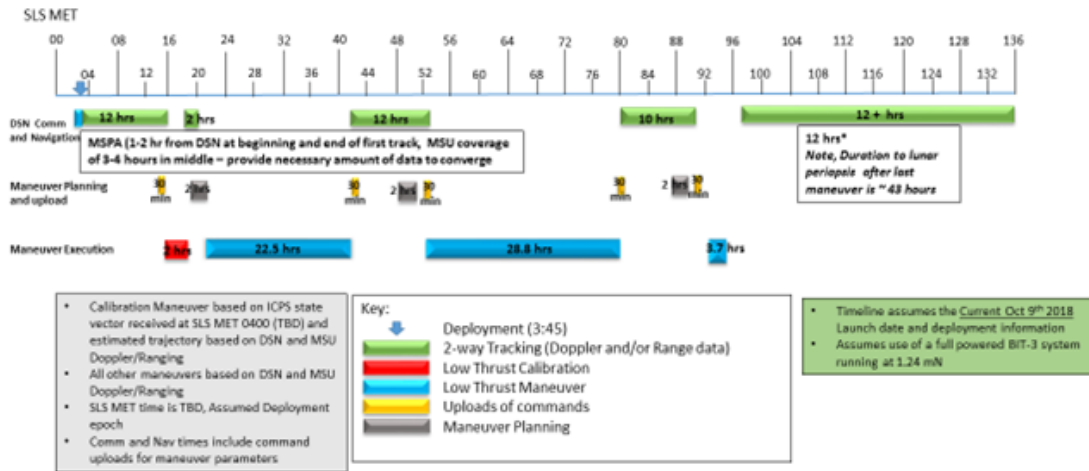 SLS MET
00 08 16 24 32 40 48 56 64 72 80 88 96 104 112 120 128 136
04 12 20 28 36 44 52 60 68 76 84 92 100 108 116 124 132
DSN Comm
and Navigation
12 hrs
2 hrs
12 hrs
10 hrs
12 + hrs
MSPA (1-2 hr from DSN at beginning and end of first track, MSU coverage
of 3-4 hours in middle – provide necessary amount of data to converge
12 hrs*
Note, Duration to lunar
periapsis after last
maneuver is ~ 43 hours
Maneuver Planning
and upload
30
min
2 hrs
30
min
2 hrs
30
min
30
min
2 hrs
30
min
Maneuver Execution
2 hrs
22.5 hrs
28.8 hrs
3.7 hrs
• Calibration Maneuver based on ICPS state
vector received at SLS MET 0400 (TBD) and
estimated trajectory based on DSN and MSU
Doppler/Ranging
• All other maneuvers based on DSN and MSU
Doppler/Ranging
• SLS MET time is TBD, Assumed Deployment
epoch
• Comm and Nav times include command
uploads for maneuver parameters
Key:
Deployment (3:45)
2-way Tracking (Doppler and/or Range data)
Low Thrust Calibration
Low Thrust Maneuver
Uploads of commands
Maneuver Planning
• Timeline assumes the Current Oct 9th 2018
Launch date and deployment information
• Assumes use of a full powered BIT-3 system
running at 1.24 mN